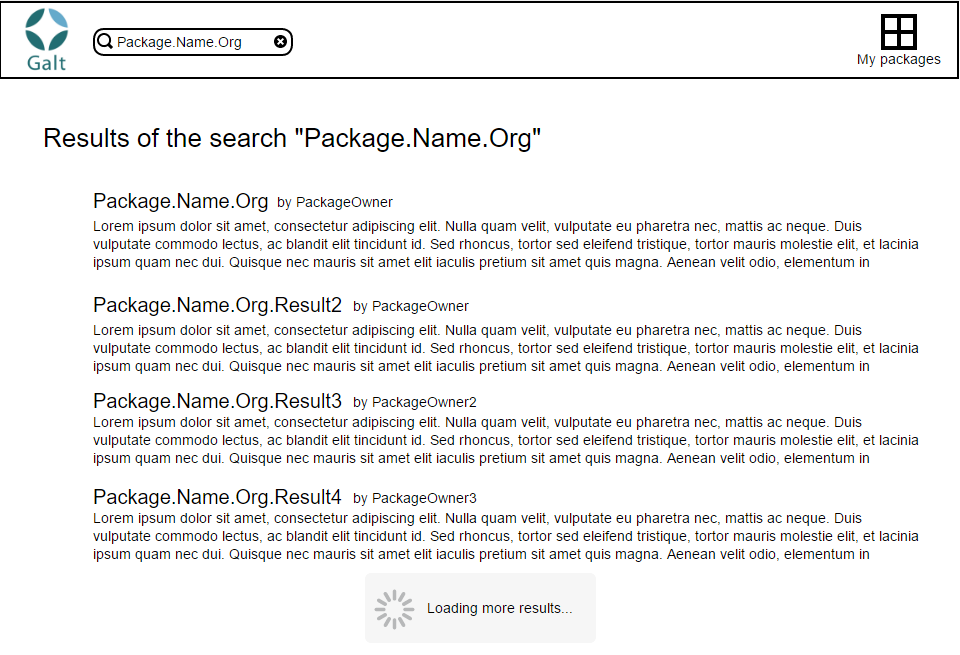 Galt
Package.Name.Org
My packages
Results of the search "Package.Name.Org"
Package.Name.Org by PackageOwner
Lorem ipsum dolor sit amet, consectetur adipiscing elit. Nulla quam velit, vulputate eu pharetra nec, mattis ac neque. Duis
vulputate commodo lectus, ac blandit elit tincidunt id. Sed rhoncus, tortor sed eleifend tristique, tortor mauris molestie elit, et lacinia
ipsum quam nec dui. Quisque nec mauris sit amet elit iaculis pretium sit amet quis magna. Aenean velit odio, elementum in
Package.Name.Org.Result2 by PackageOwner
Lorem ipsum dolor sit amet, consectetur adipiscing elit. Nulla quam velit, vulputate eu pharetra nec, mattis ac neque. Duis
vulputate commodo lectus, ac blandit elit tincidunt id. Sed rhoncus, tortor sed eleifend tristique, tortor mauris molestie elit, et lacinia
ipsum quam nec dui. Quisque nec mauris sit amet elit iaculis pretium sit amet quis magna. Aenean velit odio, elementum in
Package.Name.Org.Result3 by PackageOwner2
Lorem ipsum dolor sit amet, consectetur adipiscing elit. Nulla quam velit, vulputate eu pharetra nec, mattis ac neque. Duis
vulputate commodo lectus, ac blandit elit tincidunt id. Sed rhoncus, tortor sed eleifend tristique, tortor mauris molestie elit, et lacinia
ipsum quam nec dui. Quisque nec mauris sit amet elit iaculis pretium sit amet quis magna. Aenean velit odio, elementum in
Package.Name.Org.Result4 by PackageOwner3
Lorem ipsum dolor sit amet, consectetur adipiscing elit. Nulla quam velit, vulputate eu pharetra nec, mattis ac neque. Duis
vulputate commodo lectus, ac blandit elit tincidunt id. Sed rhoncus, tortor sed eleifend tristique, tortor mauris molestie elit, et lacinia
ipsum quam nec dui. Quisque nec mauris sit amet elit iaculis pretium sit amet quis magna. Aenean velit odio, elementum in
Loading more results...